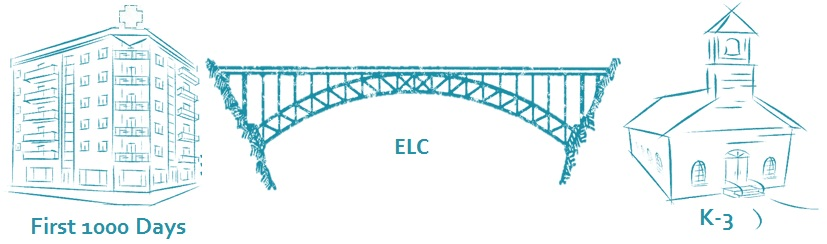 First 1000 Days
ELC
K-3